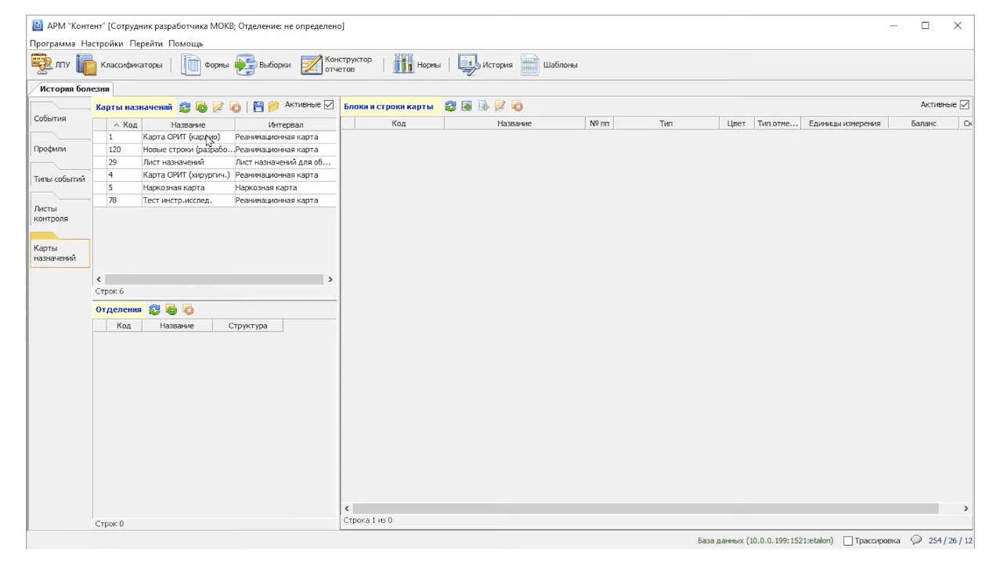 АРМ "Контент" [Сотрудник разработчика МОКВ; Отделение: не определено]
Программа Настройки Перейти Помощь
ЛПУ Классификаторы Формы Выборки Конструктор отчетов Нормы История Шаблоны
История болезни
События
Профили
Типы событий
Листы
контроля
Карты
назначений
Карты назначений Активные
Код Название Интервал
1 Карта ОРИТ (кардио) Реанимационная карта
120 Новые строки (разрабо... Реанимационная карта
29 Лист назначений Лист назначений для об...
4 Карта ОРИТ (хирургич.) Реанимационная карта
5 Наркозная карта Наркозная карта
78 Тест инстр.исслед. Реанимационная карта
Строк 6
Отделения
Код Название Структура
Строк 0
Блоки и строки карты Активные
Код Название № пп Тип Цвет Тип отме... Единицы измерения Баланс Ск
Строка 1 из 0
База данных (10.0.0.199:1521:etalon) Трассировка 254 / 26 / 12